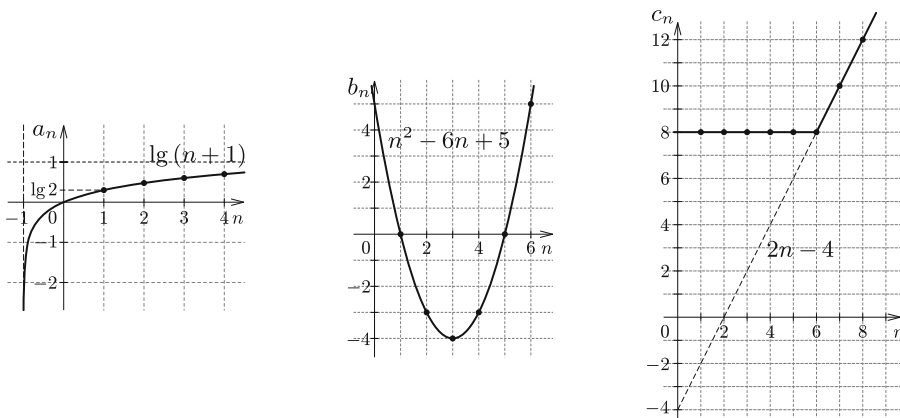 a_n
lg (n + 1)
1
lg 2
−1 0 1 2 3 4 n
−1
−2
b_n
4
n² − 6n + 5
2
0 2 4 6 n
−2
−4
c_n
12
10
8
6
4
2n − 4
2
0 2 4 6 8 n
−2
−4